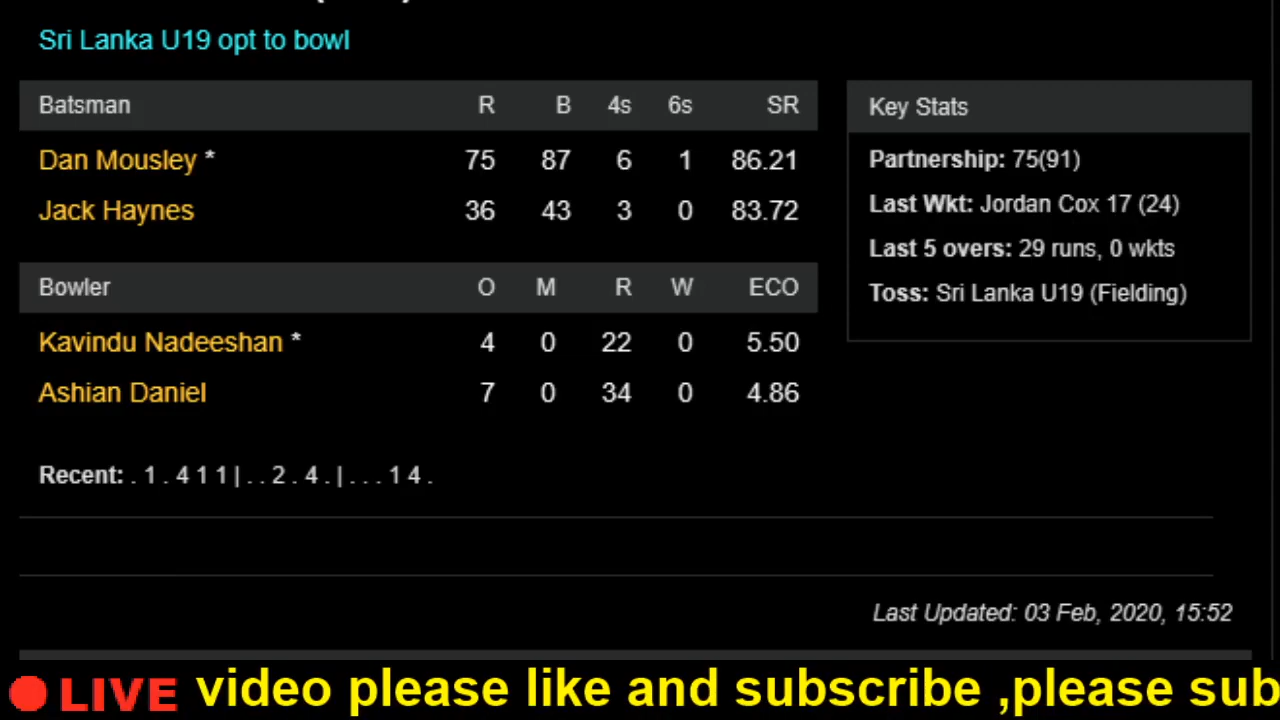 Sri Lanka U19 opt to bowl
Batsman R B 4s 6s SR
Dan Mousley * 75 87 6 1 86.21
Jack Haynes 36 43 3 0 83.72
Bowler O M R W ECO
Kavindu Nadeeshan * 4 0 22 0 5.50
Ashian Daniel 7 0 34 0 4.86
Recent: . 1 . 4 1 1 | . . 2 . 4 . | . . . 1 4 .
Key Stats
Partnership: 75(91)
Last Wkt: Jordan Cox 17 (24)
Last 5 overs: 29 runs, 0 wkts
Toss: Sri Lanka U19 (Fielding)
Last Updated: 03 Feb, 2020, 15:52
LIVE video please like and subscribe ,please sub